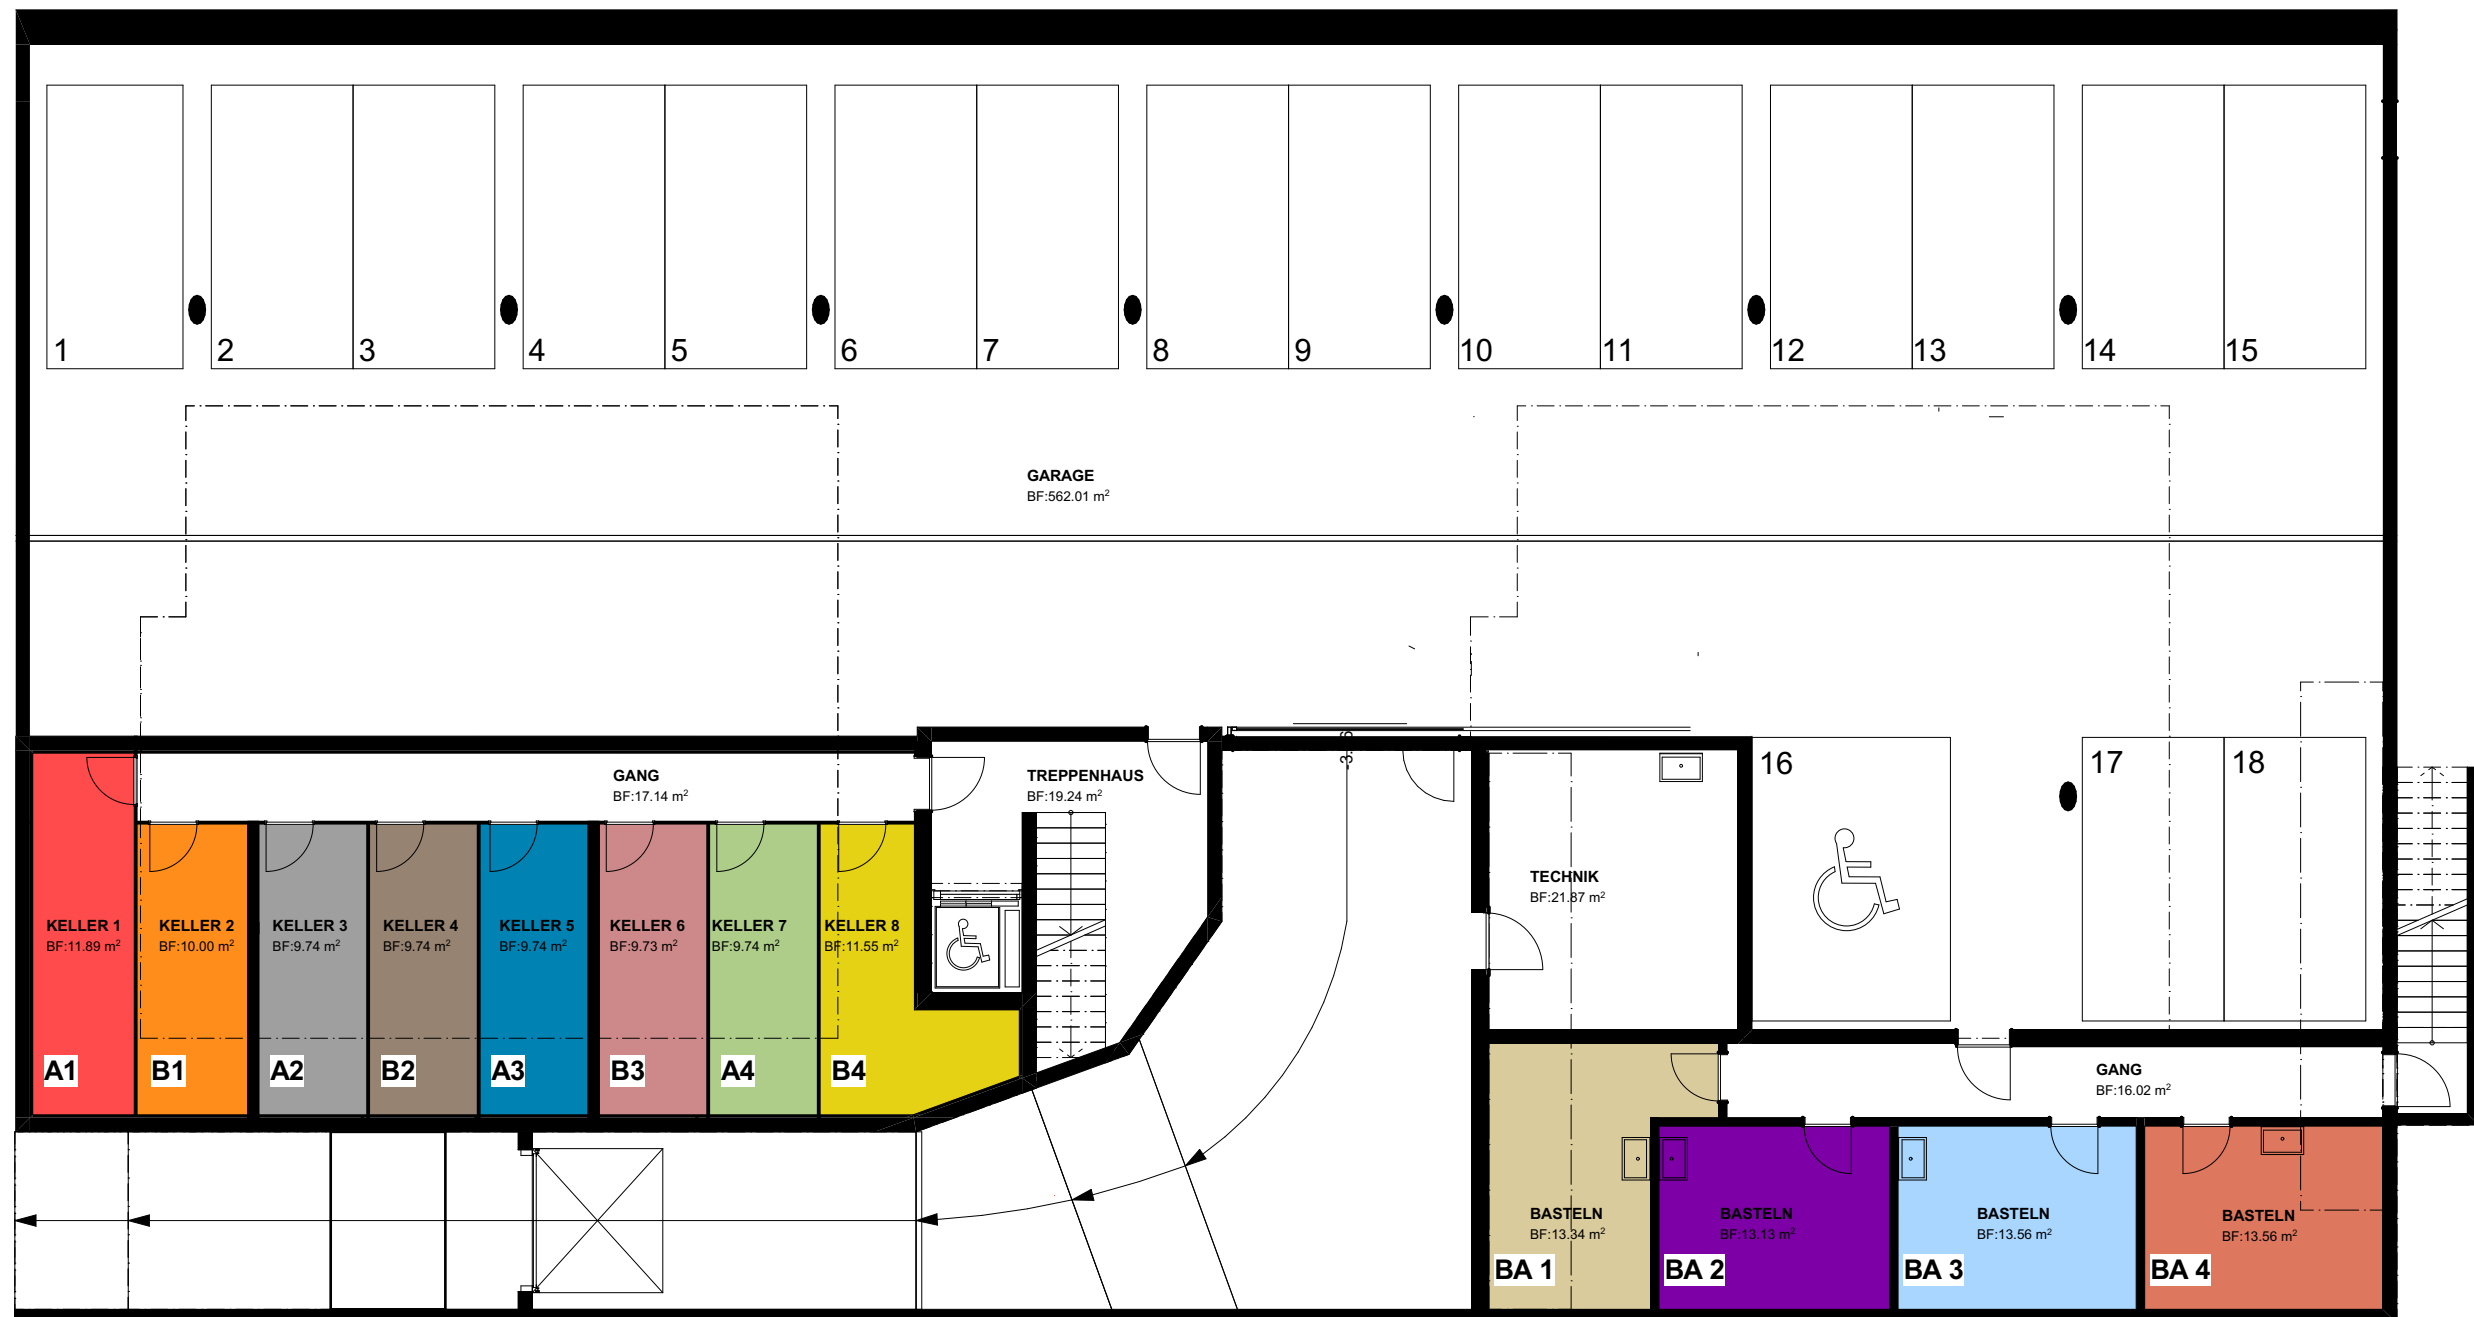 1
2
3
4
5
6
7
8
9
10
11
12
13
14
15
GARAGE
BF:562.01 m²
GANG
BF:17.14 m²
TREPPENHAUS
BF:19.24 m²
16
17
18
TECHNIK
BF:21.87 m²
KELLER 1
BF:11.89 m²
KELLER 2
BF:10.00 m²
KELLER 3
BF:9.74 m²
KELLER 4
BF:9.74 m²
KELLER 5
BF:9.74 m²
KELLER 6
BF:9.73 m²
KELLER 7
BF:9.74 m²
KELLER 8
BF:11.55 m²
A1
B1
A2
B2
A3
B3
A4
B4
GANG
BF:16.02 m²
BASTELN
BF:13.34 m²
BA 1
BASTELN
BF:13.13 m²
BA 2
BASTELN
BF:13.56 m²
BA 3
BASTELN
BF:13.56 m²
BA 4